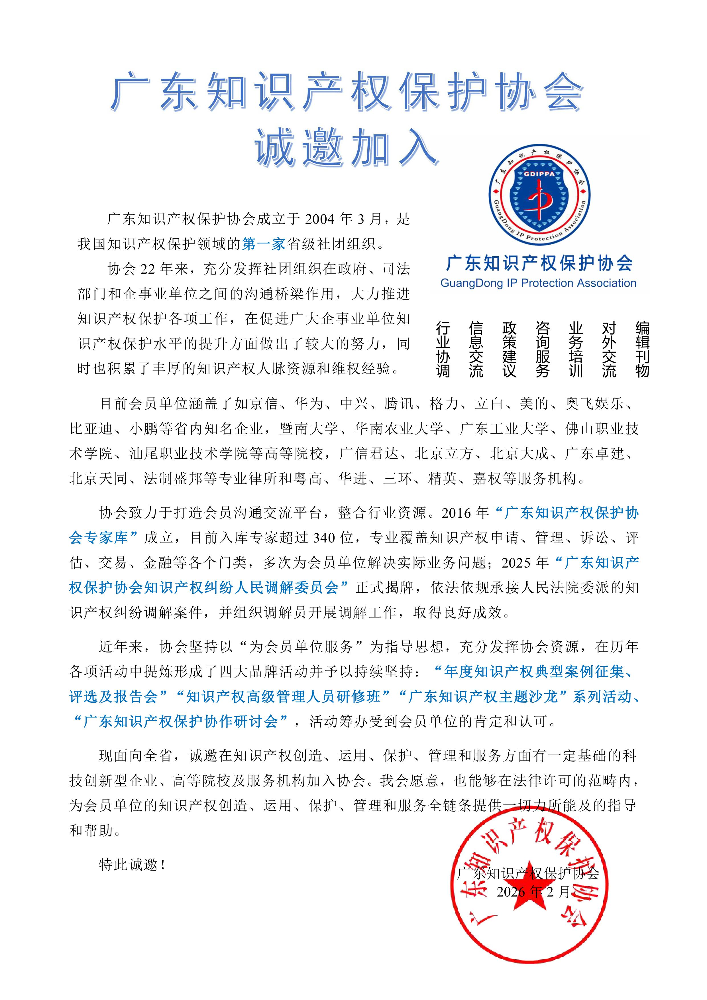 广东知识产权保护协会
诚邀加入
广东知识产权保护协会
GDIPPA
GuangDong IP Protection Association
广东知识产权保护协会
GuangDong IP Protection Association
广东知识产权保护协会成立于 2004 年 3 月，是
我国知识产权保护领域的第一家省级社团组织。
协会 22 年来，充分发挥社团组织在政府、司法
部门和企事业单位之间的沟通桥梁作用，大力推进
知识产权保护各项工作，在促进广大企事业单位知
识产权保护水平的提升方面做出了较大的努力，同
时也积累了丰厚的知识产权人脉资源和维权经验。
行业协调
信息交流
政策建议
咨询服务
业务培训
对外交流
编辑刊物
目前会员单位涵盖了如京信、华为、中兴、腾讯、格力、立白、美的、奥飞娱乐、
比亚迪、小鹏等省内知名企业，暨南大学、华南农业大学、广东工业大学、佛山职业技
术学院、汕尾职业技术学院等高等院校，广信君达、北京立方、北京大成、广东卓建、
北京天同、法制盛邦等专业律所和粤高、华进、三环、精英、嘉权等服务机构。
协会致力于打造会员沟通交流平台，整合行业资源。2016 年“广东知识产权保护协
会专家库”成立，目前入库专家超过 340 位，专业覆盖知识产权申请、管理、诉讼、评
估、交易、金融等各个门类，多次为会员单位解决实际业务问题；2025 年“广东知识产
权保护协会知识产权纠纷人民调解委员会”正式揭牌，依法依规承接人民法院委派的知
识产权纠纷调解案件，并组织调解员开展调解工作，取得良好成效。
近年来，协会坚持以“为会员单位服务”为指导思想，充分发挥协会资源，在历年
各项活动中提炼形成了四大品牌活动并予以持续坚持：“年度知识产权典型案例征集、
评选及报告会”“知识产权高级管理人员研修班”“广东知识产权主题沙龙”系列活动、
“广东知识产权保护协作研讨会”，活动筹办受到会员单位的肯定和认可。
现面向全省，诚邀在知识产权创造、运用、保护、管理和服务方面有一定基础的科
技创新型企业、高等院校及服务机构加入协会。我会愿意，也能够在法律许可的范畴内，
为会员单位的知识产权创造、运用、保护、管理和服务全链条提供一切力所能及的指导
和帮助。
特此诚邀！
广东知识产权保护协会
2026 年 2 月
广东知识产权保护协会